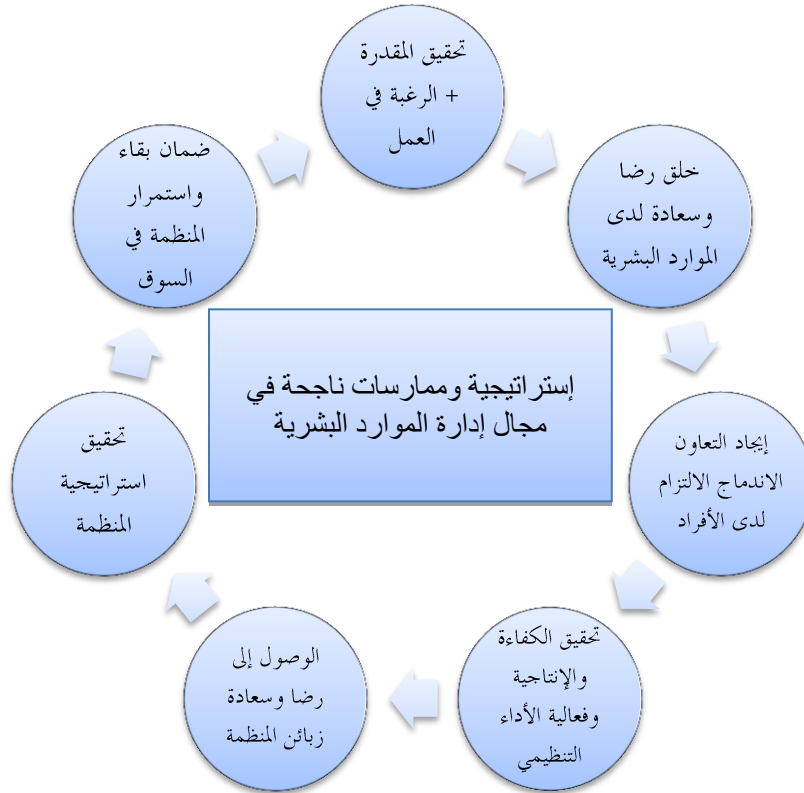 تحقيق المقدرة
+ الرغبة في
العمل
خلق رضا
وسعادة لدى
الموارد البشرية
إيجاد التعاون
الاندماج الالتزام
لدى الأفراد
تحقيق الكفاءة
والإنتاجية
وفعالية الأداء
التنظيمي
الوصول إلى
رضا وسعادة
زبائن المنظمة
تحقيق
استراتيجية
المنظمة
ضمان بقاء
واستمرار
المنظمة في
السوق
إستراتيجية وممارسات ناجحة في
مجال إدارة الموارد البشرية